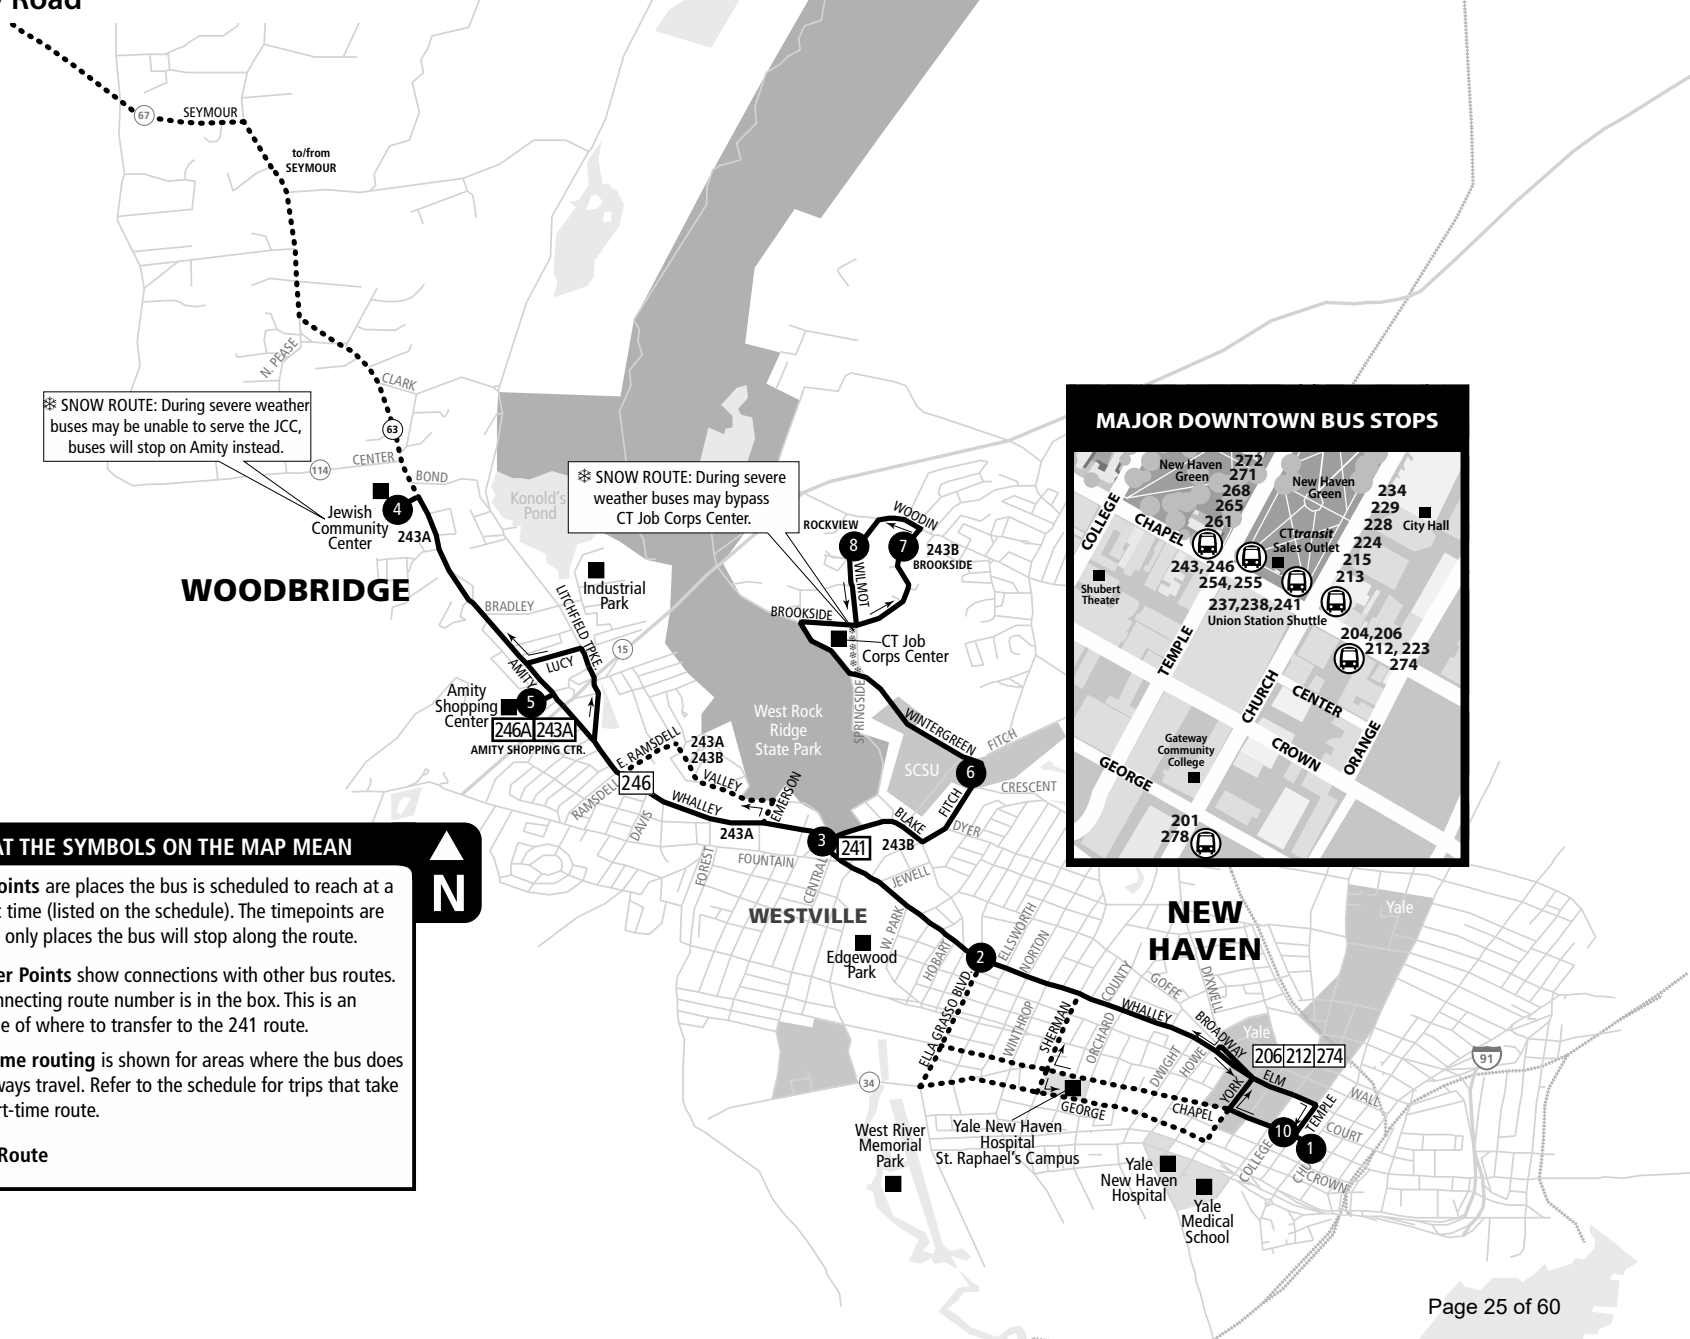 Road
67
SEYMOUR
to/from
SEYMOUR
N. PEASE
CLARK
❄ SNOW ROUTE: During severe weather
buses may be unable to serve the JCC,
buses will stop on Amity instead.
63
CENTER
114
BOND
Jewish
Community
Center
4
243A
WOODBRIDGE
Konold's
Pond
❄ SNOW ROUTE: During severe
weather buses may bypass
CT Job Corps Center.
ROCKVIEW
WOODIN
8
7
243B
BROOKSIDE
WILMOT
BROOKSIDE
CT Job
Corps Center
Industrial
Park
BRADLEY
LITCHFIELD TPKE.
15
LUCY
AMITY
Amity
Shopping
Center
5
246A 243A
AMITY SHOPPING CTR.
West Rock
Ridge
State Park
SPRINGSIDE
WINTERGREEN
FITCH
SCSU
6
CRESCENT
E. RAMSDELL
243A
243B
246
VALLEY
EMERSON
RAMSDELL
WHALLEY
DAVIS
243A
3
241
BLAKE
243B
FITCH
DYER
FOREST
FOUNTAIN
CENTRAL
JEWELL
WESTVILLE
W. PARK
Edgewood
Park
HOBART
2
ELLSWORTH
NORTON
NEW
HAVEN
Yale
ELLA GRASSO BLVD.
WINTHROP
SHERMAN
ORCHARD
COUNTY
GOFFE
DIXWELL
WHALLEY
BROADWAY
Yale
206 212 274
91
DWIGHT
HOWE
YORK
ELM
34
GEORGE
CHAPEL
TEMPLE
WALL
COURT
10
1
COLLEGE
CROWN
West River
Memorial
Park
Yale New Haven
Hospital
St. Raphael's Campus
Yale
New Haven
Hospital
Yale
Medical
School
MAJOR DOWNTOWN BUS STOPS
New Haven
Green
272
271
268
265
261
New Haven
Green
234
229
228
224
215
213
City Hall
COLLEGE
CHAPEL
CTtransit
Sales Outlet
243, 246
254, 255
Shubert
Theater
237,238,241
Union Station Shuttle
204,206
212, 223
274
TEMPLE
CHURCH
CENTER
ORANGE
CROWN
Gateway
Community
College
GEORGE
201
278
AT THE SYMBOLS ON THE MAP MEAN
N
oints are places the bus is scheduled to reach at a
time (listed on the schedule). The timepoints are
only places the bus will stop along the route.
er Points show connections with other bus routes.
nnecting route number is in the box. This is an
e of where to transfer to the 241 route.
me routing is shown for areas where the bus does
ways travel. Refer to the schedule for trips that take
rt-time route.
Route
Page 25 of 60